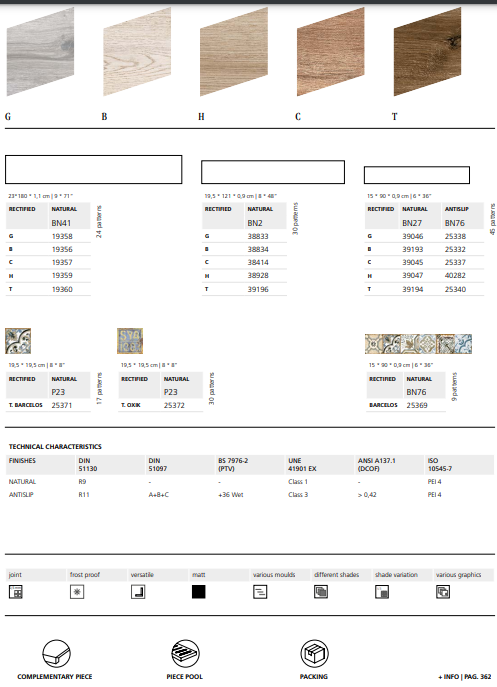 G B H C T
23*180 * 1,1 cm | 9 * 71"
RECTIFIED NATURAL
BN41
G 19358
B 19356
C 19357
H 19359
T 19360
24 patterns
19,5 * 121 * 0,9 cm | 8 * 48"
RECTIFIED NATURAL
BN2
G 38833
B 38834
C 38414
H 38928
T 39196
30 patterns
15 * 90 * 0,9 cm | 6 * 36"
RECTIFIED NATURAL ANTISLIP
BN27 BN76
G 39046 25338
B 39193 25332
C 39045 25337
H 39047 40282
T 39194 25340
45 patterns
19,5 * 19,5 cm | 8 * 8"
RECTIFIED NATURAL
P23
T. BARCELOS 25371
17 patterns
19,5 * 19,5 cm | 8 * 8"
RECTIFIED NATURAL
P23
T. OXIK 25372
30 patterns
15 * 90 * 0,9 cm | 6 * 36"
RECTIFIED NATURAL
BN76
BARCELOS 25369
9 patterns
TECHNICAL CHARACTERISTICS
FINISHES DIN DIN BS 7976-2 UNE ANSI A137.1 ISO
51130 51097 (PTV) 41901 EX (DCOF) 10545-7
NATURAL R9 - - Class 1 - PEI 4
ANTISLIP R11 A+B+C +36 Wet Class 3 > 0,42 PEI 4
joint frost proof versatile matt various moulds different shades shade variation various graphics
COMPLEMENTARY PIECE PIECE POOL PACKING + INFO | PAG. 362